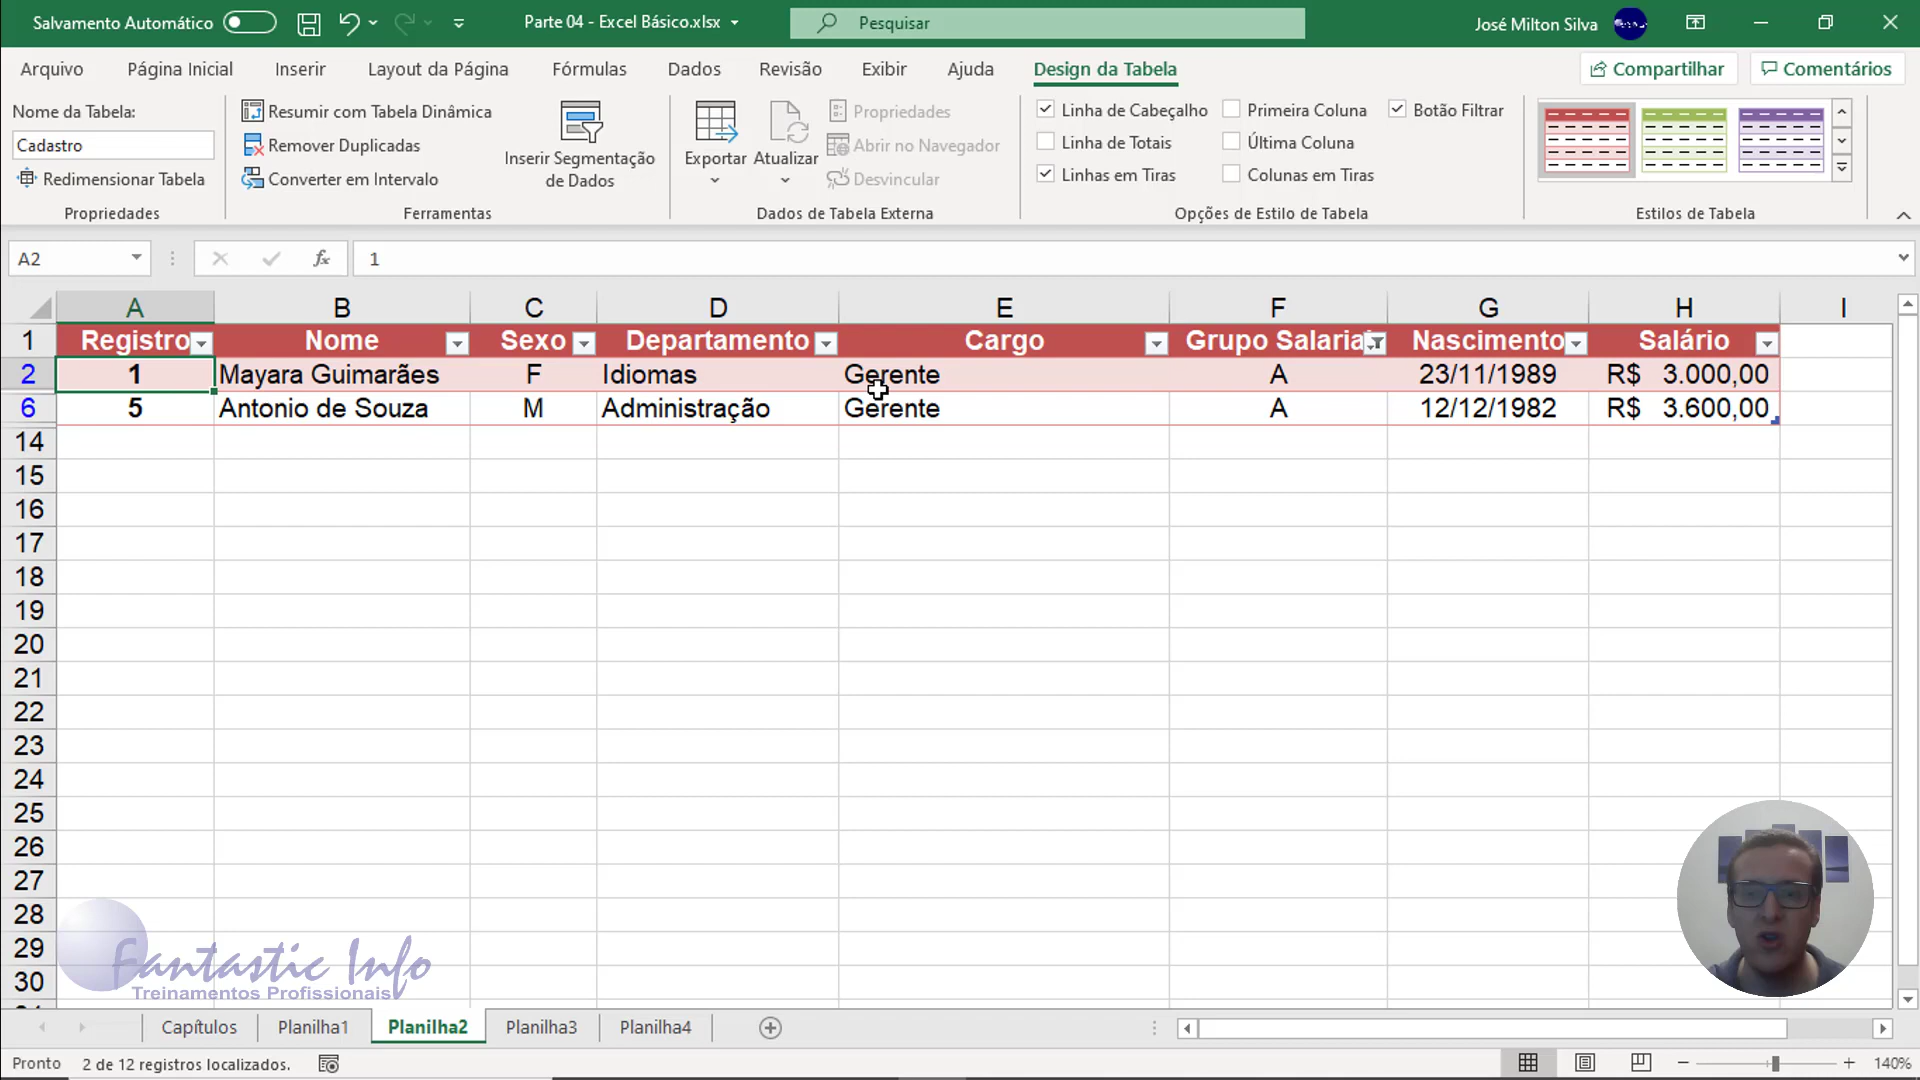 Salvamento Automático
Parte 04 - Excel Básico.xlsx
Pesquisar
José Milton Silva
Arquivo
Página Inicial
Inserir
Layout da Página
Fórmulas
Dados
Revisão
Exibir
Ajuda
Design da Tabela
Compartilhar
Comentários
Nome da Tabela:
Cadastro
Redimensionar Tabela
Propriedades
Resumir com Tabela Dinâmica
Remover Duplicadas
Converter em Intervalo
Inserir Segmentação
de Dados
Ferramentas
Exportar
Atualizar
Propriedades
Abrir no Navegador
Desvincular
Dados de Tabela Externa
Linha de Cabeçalho
Linha de Totais
Linhas em Tiras
Primeira Coluna
Última Coluna
Colunas em Tiras
Botão Filtrar
Opções de Estilo de Tabela
Estilos de Tabela
A2
fx
1
A B C D E F G H I
1 Registro Nome Sexo Departamento Cargo Grupo Salaria Nascimento Salário
2 1 Mayara Guimarães F Idiomas Gerente A 23/11/1989 R$ 3.000,00
6 5 Antonio de Souza M Administração Gerente A 12/12/1982 R$ 3.600,00
14
15
16
17
18
19
20
21
22
23
24
25
26
27
28
29
30
Fantastic Info
Treinamentos Profissionais
Capítulos
Planilha1
Planilha2
Planilha3
Planilha4
Pronto
2 de 12 registros localizados.
140%